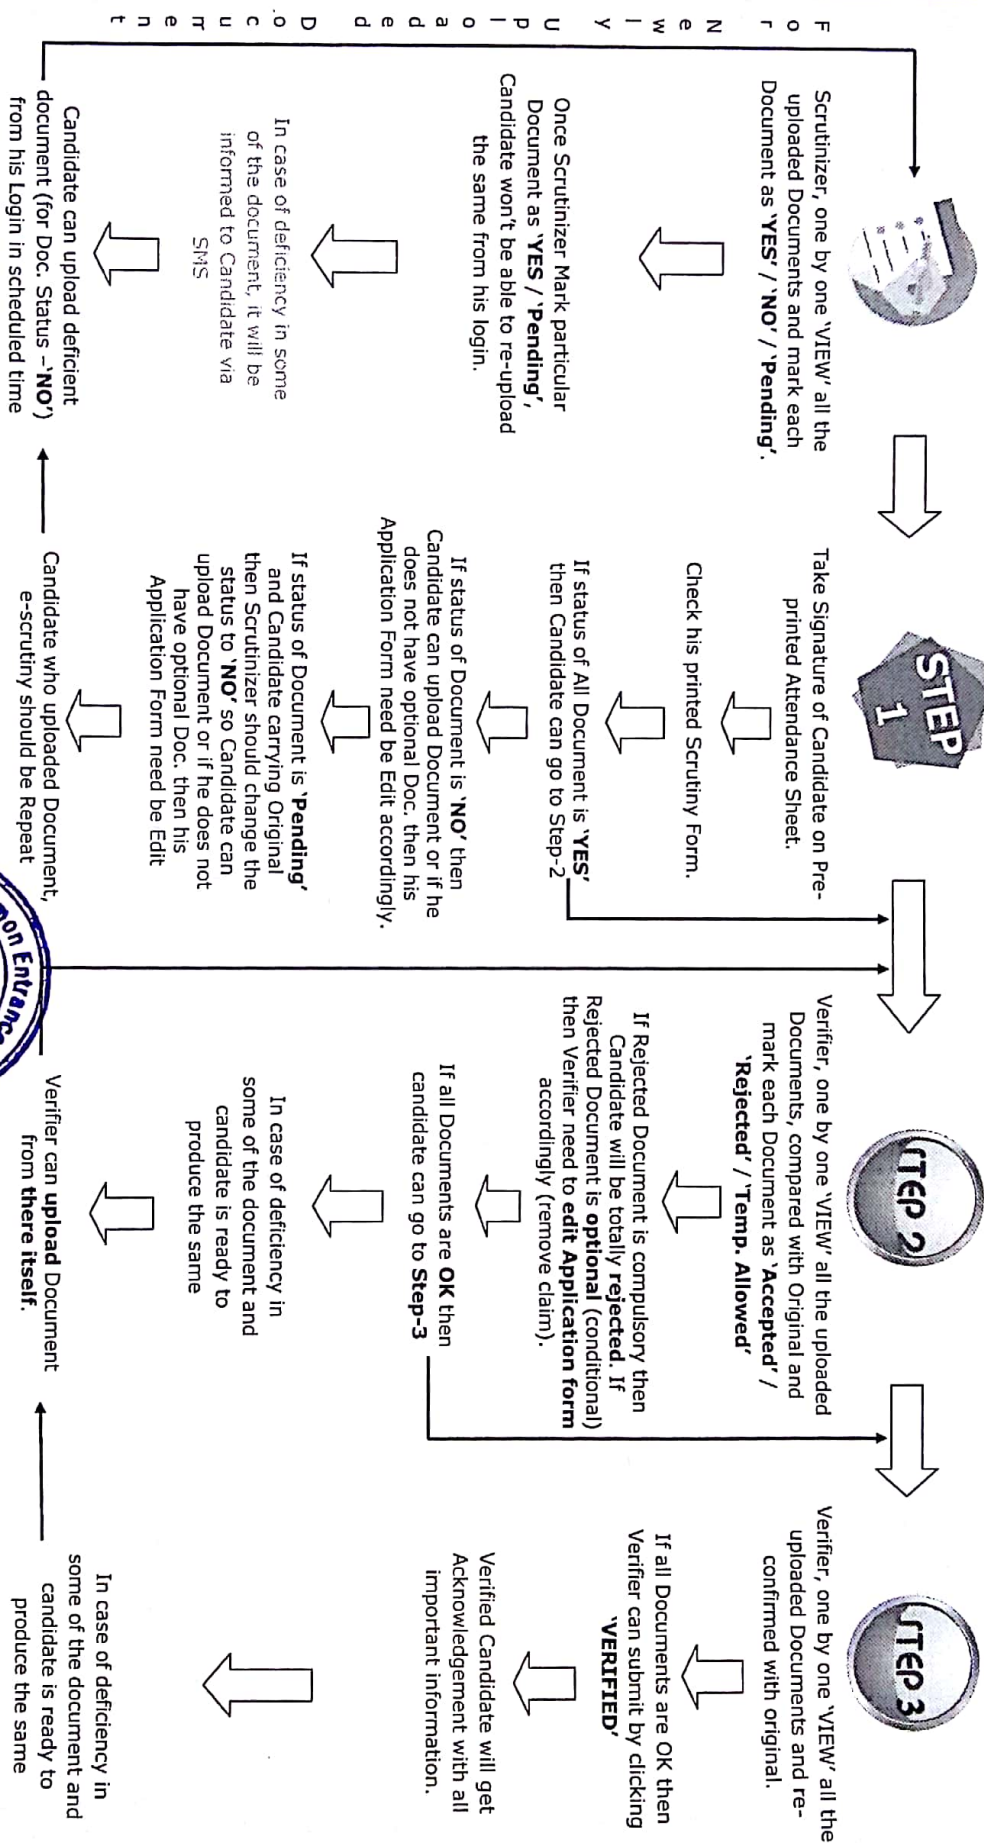 For Newly Uploaded Document
Scrutinizer, one by one 'VIEW' all the
uploaded Documents and mark each
Document as 'YES' / 'NO' / 'Pending'.
Once Scrutinizer Mark particular
Document as 'YES / 'Pending',
Candidate won't be able to re-upload
the same from his login.
In case of deficiency in some
of the document, it will be
informed to Candidate via
SMS
Candidate can upload deficient
document (for Doc. Status –'NO')
from his Login in scheduled time
STEP
1
Take Signature of Candidate on Pre-
printed Attendance Sheet.
Check his printed Scrutiny Form.
If status of All Document is 'YES'
then Candidate can go to Step-2
If status of Document is 'NO' then
Candidate can upload Document or if he
does not have optional Doc. then his
Application Form need be Edit accordingly.
If status of Document is 'Pending'
and Candidate carrying Original
then Scrutinizer should change the
status to 'NO' so Candidate can
upload Document or if he does not
have optional Doc. then his
Application Form need be Edit
Candidate who uploaded Document,
e-scrutiny should be Repeat
STEP 2
Verifier, one by one 'VIEW' all the uploaded
Documents, compared with Original and
mark each Document as 'Accepted' /
'Rejected' / 'Temp. Allowed'
If Rejected Document is compulsory then
Candidate will be totally rejected. If
Rejected Document is optional (conditional)
then Verifier need to edit Application form
accordingly (remove claim).
If all Documents are OK then
candidate can go to Step-3
In case of deficiency in
some of the document and
candidate is ready to
produce the same
Verifier can upload Document
from there itself.
STEP 3
Verifier, one by one 'VIEW' all the
uploaded Documents and re-
confirmed with original.
If all Documents are OK then
Verifier can submit by clicking
'VERIFIED'
Verified Candidate will get
Acknowledgement with all
important information.
In case of deficiency in
some of the document and
candidate is ready to
produce the same
Entrance